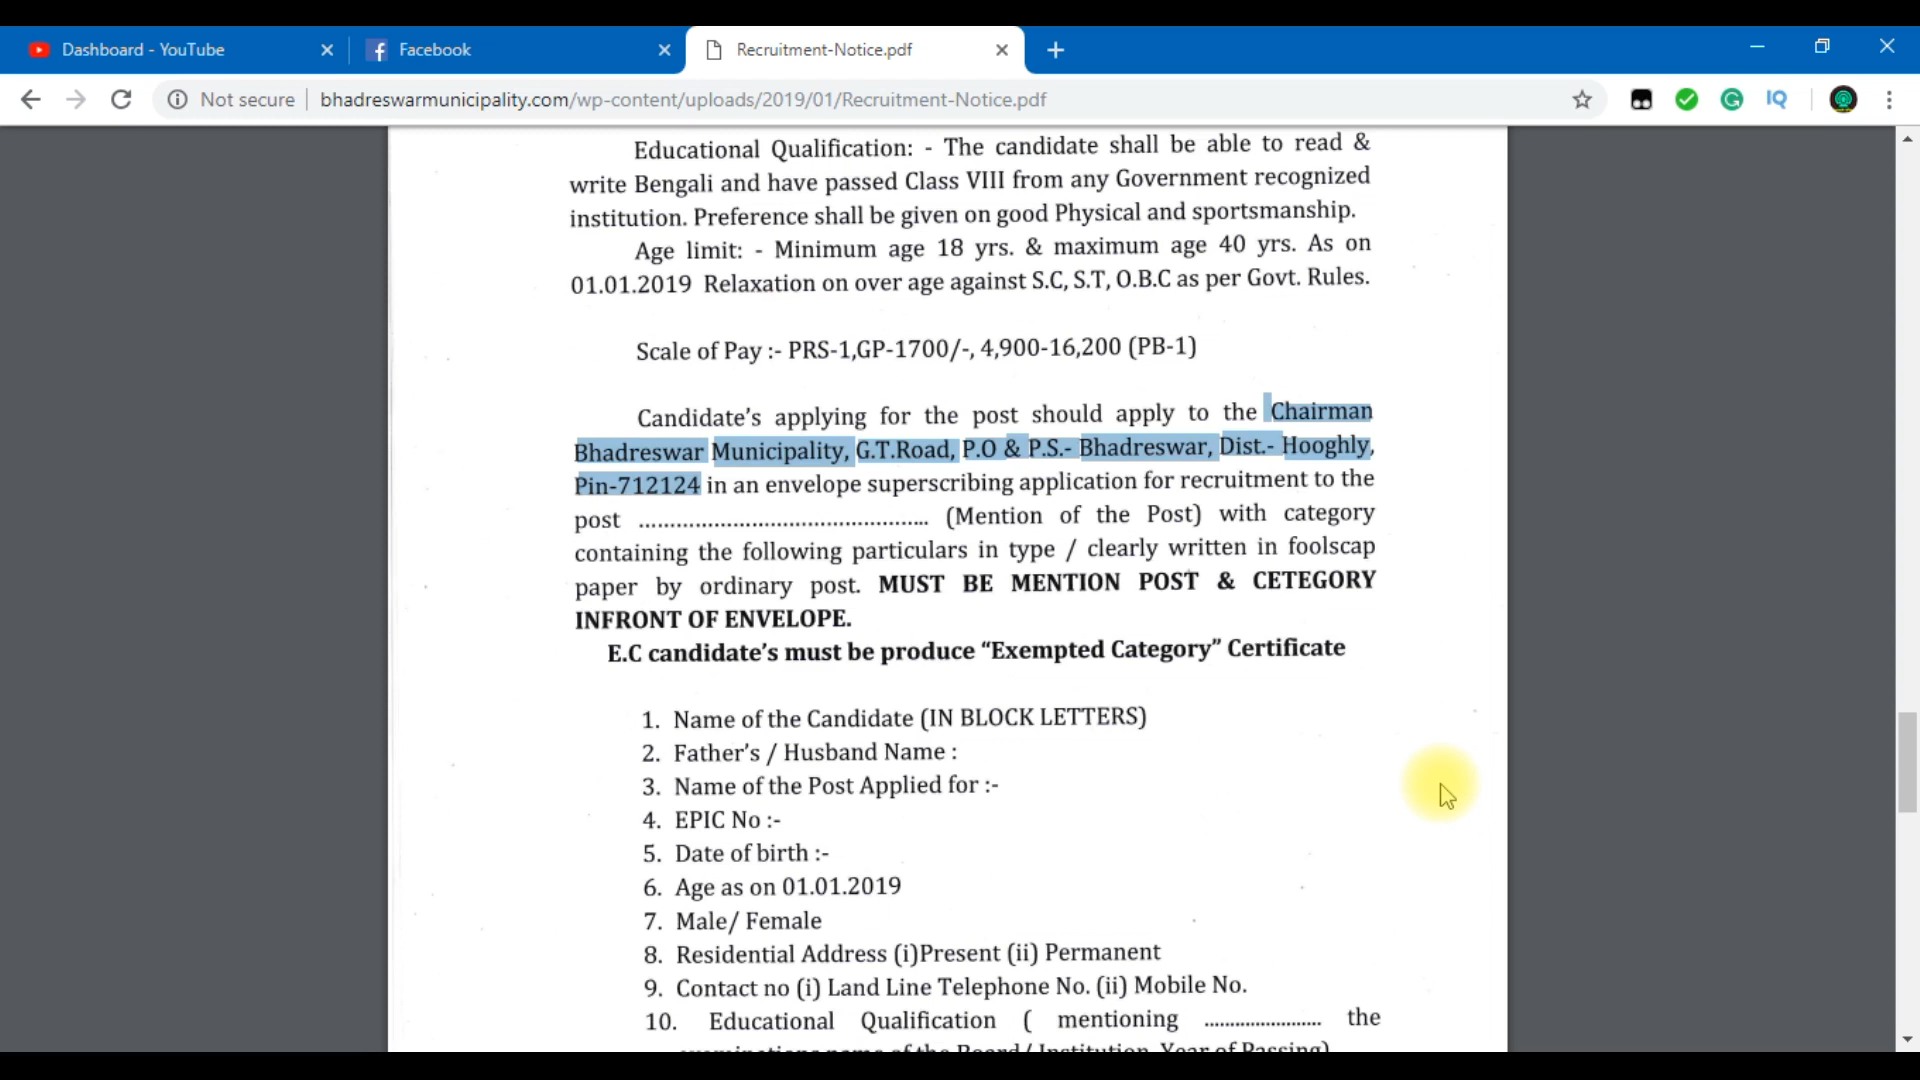 Dashboard - YouTube
Facebook
Recruitment-Notice.pdf
Not secure
bhadreswarmunicipality.com/wp-content/uploads/2019/01/Recruitment-Notice.pdf
Educational Qualification: - The candidate shall be able to read &
write Bengali and have passed Class VIII from any Government recognized
institution. Preference shall be given on good Physical and sportsmanship.
Age limit: - Minimum age 18 yrs. & maximum age 40 yrs. As on
01.01.2019 Relaxation on over age against S.C, S.T, O.B.C as per Govt. Rules.
Scale of Pay :- PRS-1,GP-1700/-, 4,900-16,200 (PB-1)
Candidate's applying for the post should apply to the Chairman
Bhadreswar Municipality, G.T.Road, P.O & P.S.- Bhadreswar, Dist.- Hooghly,
Pin-712124 in an envelope superscribing application for recruitment to the
post .............................................. (Mention of the Post) with category
containing the following particulars in type / clearly written in foolscap
paper by ordinary post. MUST BE MENTION POST & CETEGORY
INFRONT OF ENVELOPE.
E.C candidate's must be produce “Exempted Category” Certificate
1. Name of the Candidate (IN BLOCK LETTERS)
2. Father's / Husband Name :
3. Name of the Post Applied for :-
4. EPIC No :-
5. Date of birth :-
6. Age as on 01.01.2019
7. Male/ Female
8. Residential Address (i)Present (ii) Permanent
9. Contact no (i) Land Line Telephone No. (ii) Mobile No.
10. Educational Qualification ( mentioning ....................... the
name of the Board/ Institution, Year of Passing)